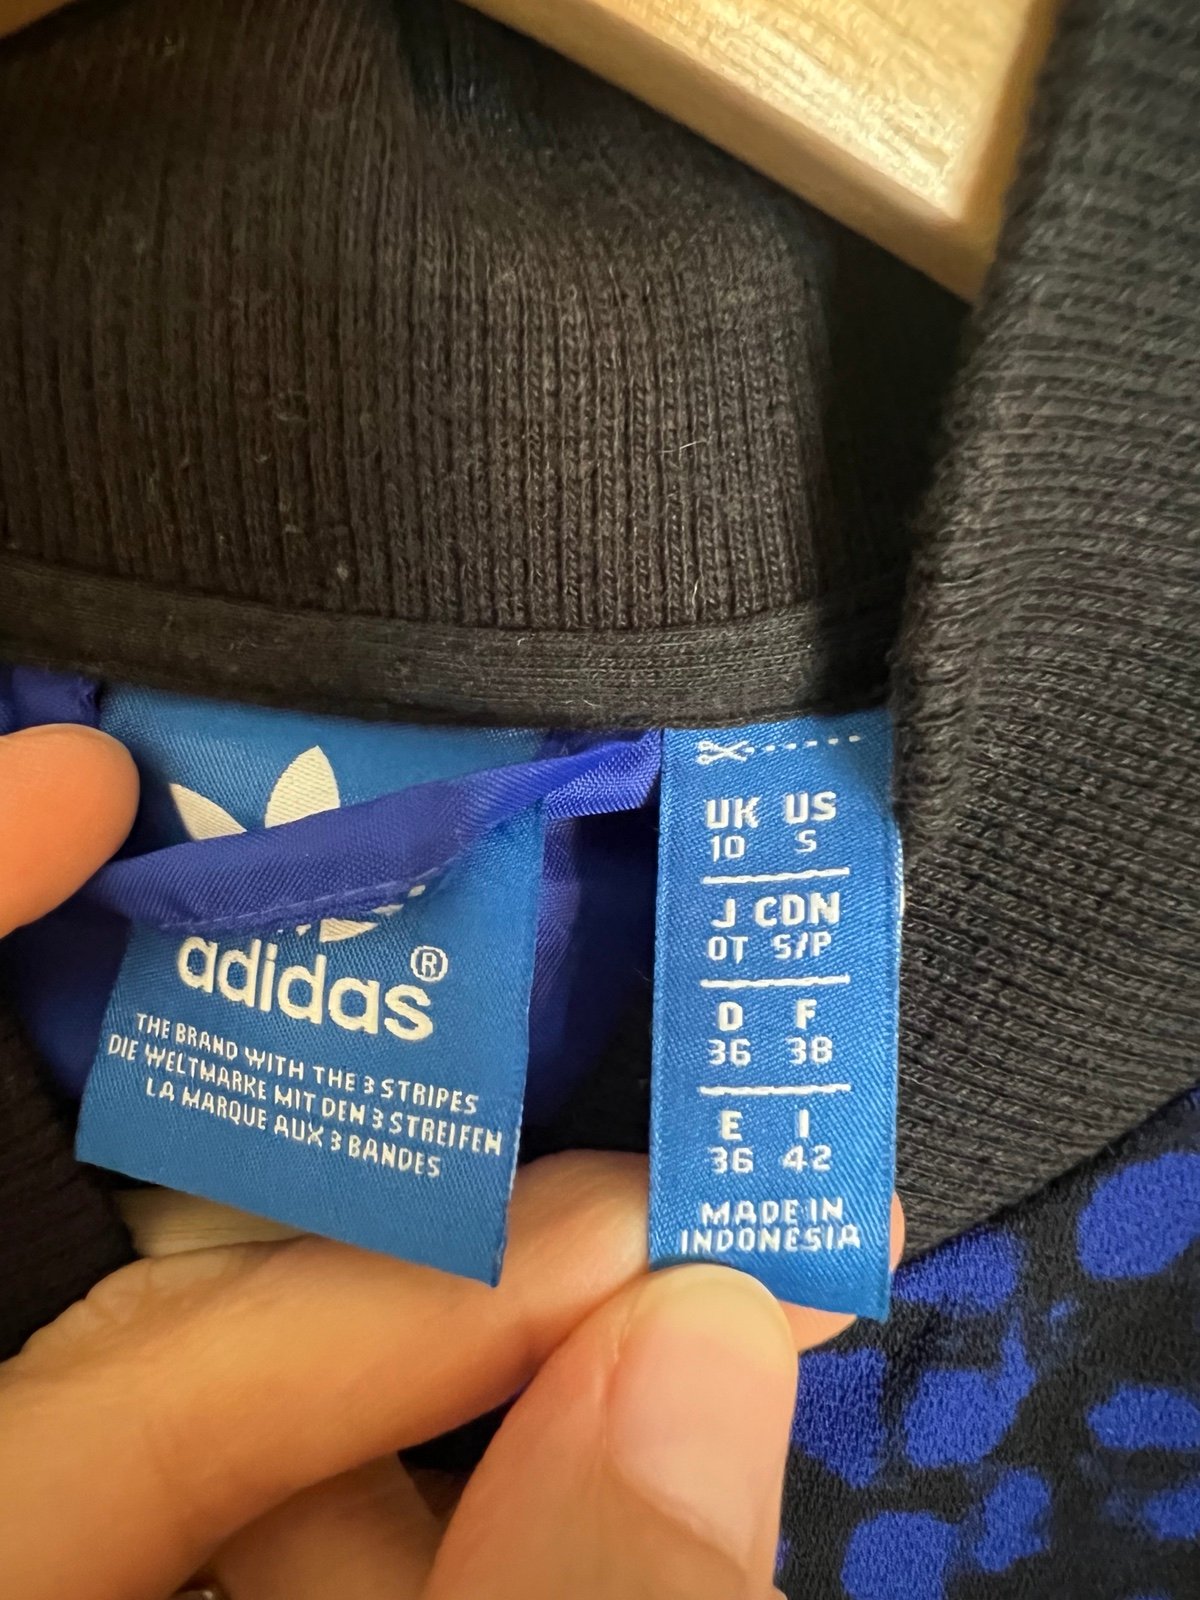 adidas®
THE BRAND WITH THE 3 STRIPES
DIE WELTMARKE MIT DEN 3 STREIFEN
LA MARQUE AUX 3 BANDES
UK US
10 S
J CDN
OT S/P
D F
36 38
E I
36 42
MADE IN
INDONESIA